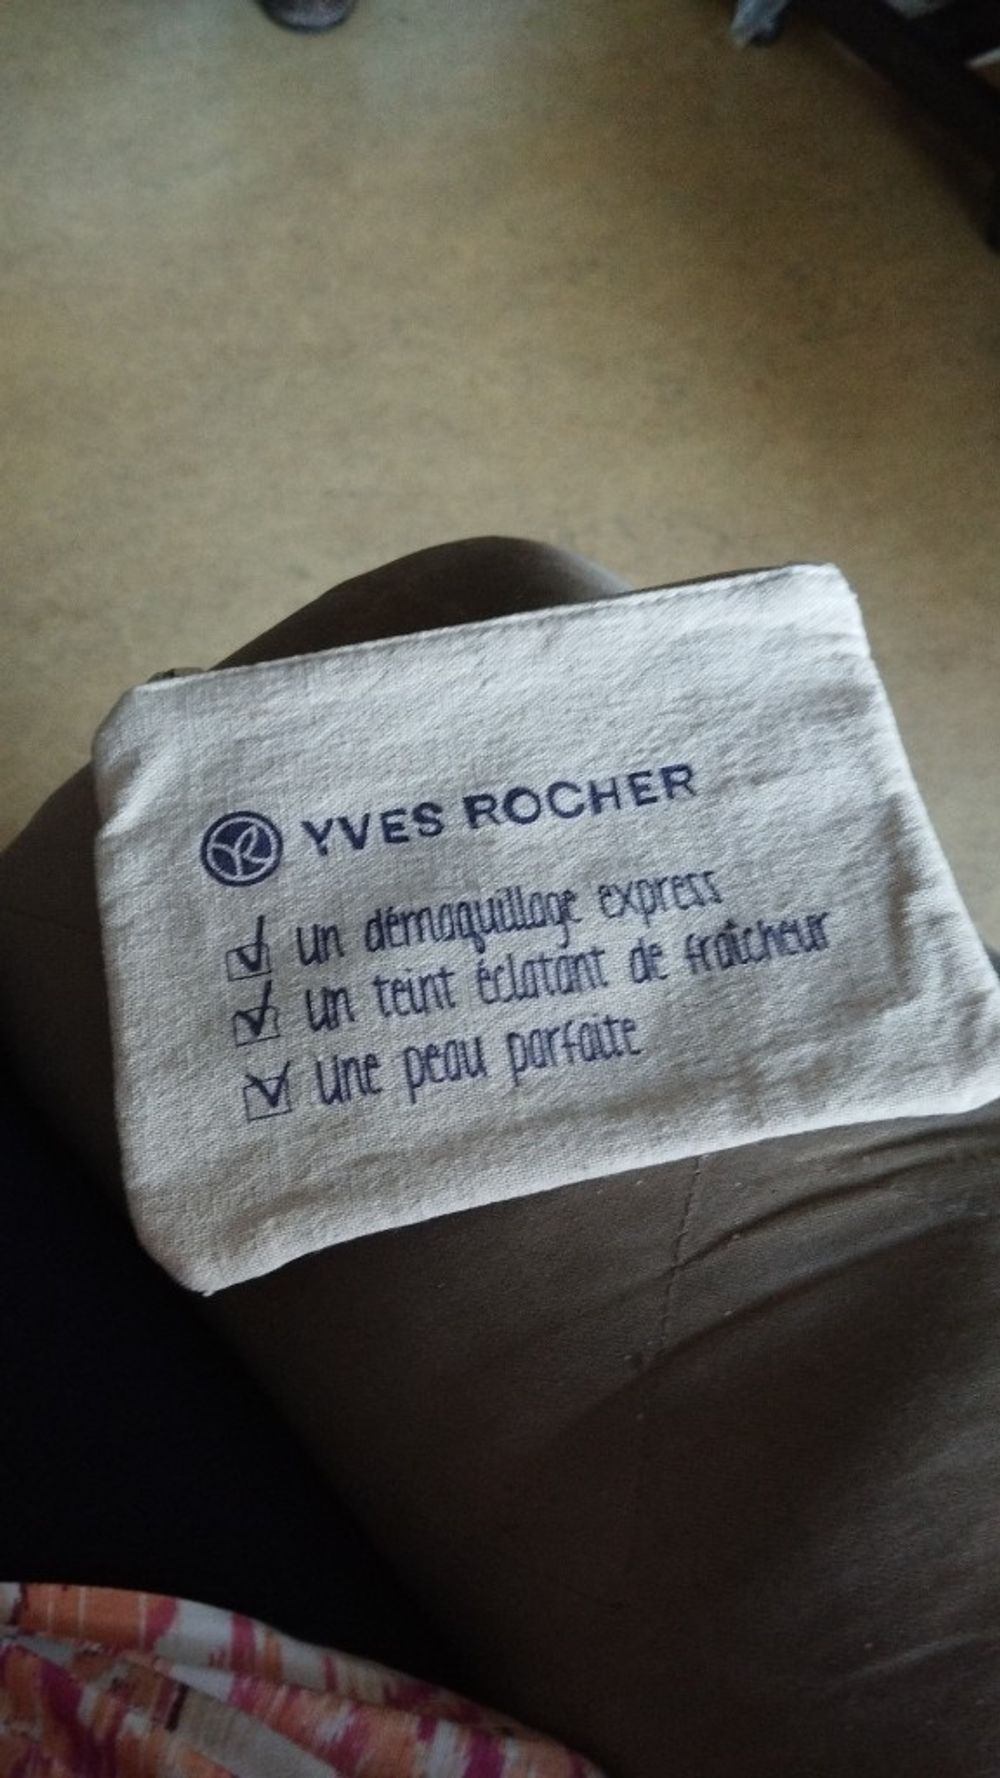 YVES ROCHER
un démaquillage express
un teint éclatant de fraîcheur
une peau parfaite